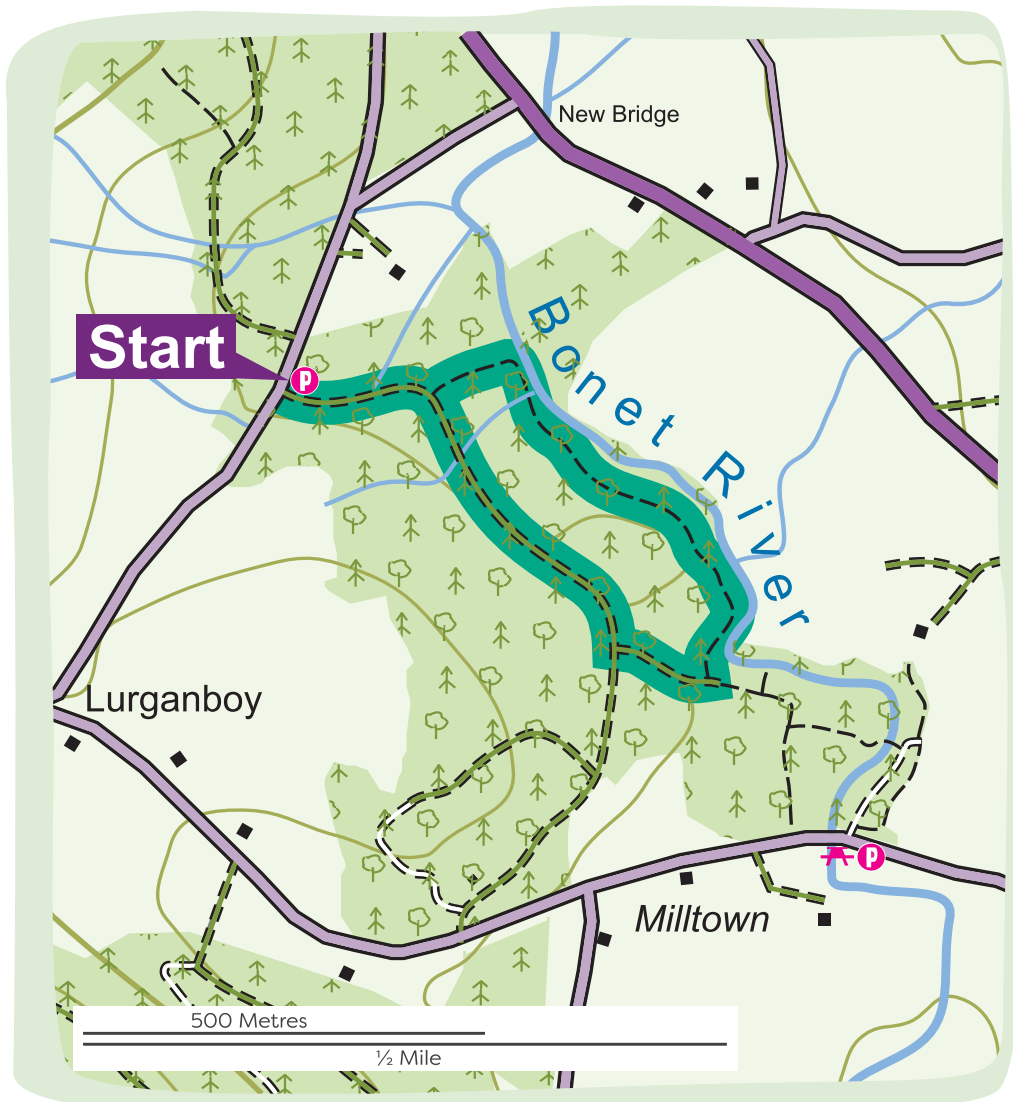 New Bridge
Start
P
Bonet River
Lurganboy
P
Milltown
500 Metres
½ Mile